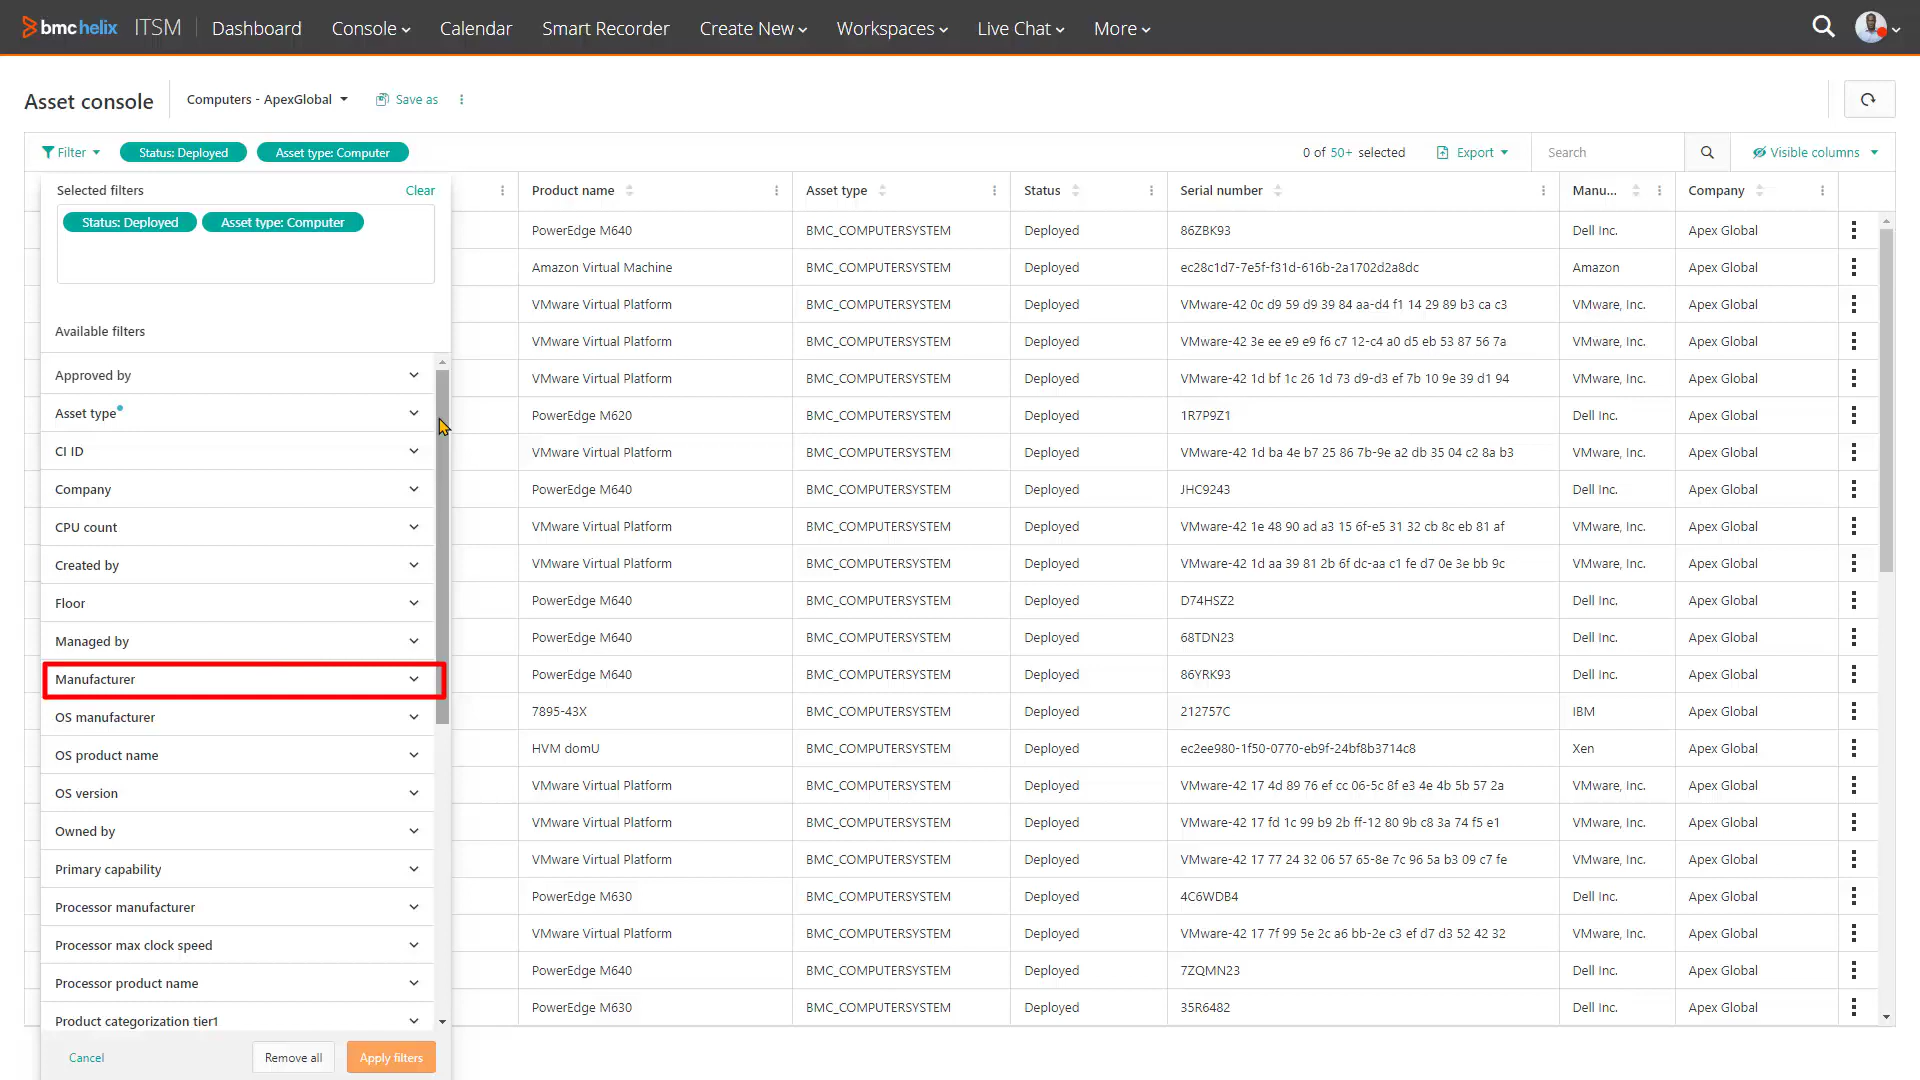 bmchelix ITSM Dashboard Console Calendar Smart Recorder Create New Workspaces Live Chat More
Asset console Computers - ApexGlobal Save as
Filter Status: Deployed Asset type: Computer 0 of 50+ selected Export Search Visible columns
Selected filters Clear
Status: Deployed Asset type: Computer
Available filters
Approved by
Asset type
CI ID
Company
CPU count
Created by
Floor
Managed by
Manufacturer
OS manufacturer
OS product name
OS version
Owned by
Primary capability
Processor manufacturer
Processor max clock speed
Processor product name
Product categorization tier1
Cancel Remove all Apply filters
Product name Asset type Status Serial number Manu... Company
PowerEdge M640 BMC_COMPUTERSYSTEM Deployed 86ZBK93 Dell Inc. Apex Global
Amazon Virtual Machine BMC_COMPUTERSYSTEM Deployed ec28c1d7-7e5f-f31d-616b-2a1702d2a8dc Amazon Apex Global
VMware Virtual Platform BMC_COMPUTERSYSTEM Deployed VMware-42 0c d9 59 d9 39 84 aa-d4 f1 14 29 89 b3 ca c3 VMware, Inc. Apex Global
VMware Virtual Platform BMC_COMPUTERSYSTEM Deployed VMware-42 3e ee e9 e9 f6 c7 12-c4 a0 d5 eb 53 87 56 7a VMware, Inc. Apex Global
VMware Virtual Platform BMC_COMPUTERSYSTEM Deployed VMware-42 1d bf 1c 26 1d 73 d9-d3 ef 7b 10 9e 39 d1 94 VMware, Inc. Apex Global
PowerEdge M620 BMC_COMPUTERSYSTEM Deployed 1R7P9Z1 Dell Inc. Apex Global
VMware Virtual Platform BMC_COMPUTERSYSTEM Deployed VMware-42 1d ba 4e b7 25 86 7b-9e a2 db 35 04 c2 8a b3 VMware, Inc. Apex Global
PowerEdge M640 BMC_COMPUTERSYSTEM Deployed JHC9243 Dell Inc. Apex Global
VMware Virtual Platform BMC_COMPUTERSYSTEM Deployed VMware-42 1e 48 90 ad a3 15 6f-e5 31 32 cb 8c eb 81 af VMware, Inc. Apex Global
VMware Virtual Platform BMC_COMPUTERSYSTEM Deployed VMware-42 1d aa 39 81 2b 6f dc-aa c1 fe d7 0e 3e bb 9c VMware, Inc. Apex Global
PowerEdge M640 BMC_COMPUTERSYSTEM Deployed D74HSZ2 Dell Inc. Apex Global
PowerEdge M640 BMC_COMPUTERSYSTEM Deployed 68TDN23 Dell Inc. Apex Global
PowerEdge M640 BMC_COMPUTERSYSTEM Deployed 86YRK93 Dell Inc. Apex Global
7895-43X BMC_COMPUTERSYSTEM Deployed 212757C IBM Apex Global
HVM domU BMC_COMPUTERSYSTEM Deployed ec2ee980-1f50-0770-eb9f-24bf8b3714c8 Xen Apex Global
VMware Virtual Platform BMC_COMPUTERSYSTEM Deployed VMware-42 17 4d 89 76 ef cc 06-5c 8f e3 4e 4b 5b 57 2a VMware, Inc. Apex Global
VMware Virtual Platform BMC_COMPUTERSYSTEM Deployed VMware-42 17 fd 1c 99 b9 2b ff-12 80 9b c8 3a 74 f5 e1 VMware, Inc. Apex Global
VMware Virtual Platform BMC_COMPUTERSYSTEM Deployed VMware-42 17 77 24 32 06 57 65-8e 7c 96 5a b3 09 c7 fe VMware, Inc. Apex Global
PowerEdge M630 BMC_COMPUTERSYSTEM Deployed 4C6WDB4 Dell Inc. Apex Global
VMware Virtual Platform BMC_COMPUTERSYSTEM Deployed VMware-42 17 7f 99 5e 2c a6 bb-2e c3 ef d7 d3 52 42 32 VMware, Inc. Apex Global
PowerEdge M640 BMC_COMPUTERSYSTEM Deployed 7ZQMN23 Dell Inc. Apex Global
PowerEdge M630 BMC_COMPUTERSYSTEM Deployed 35R6482 Dell Inc. Apex Global